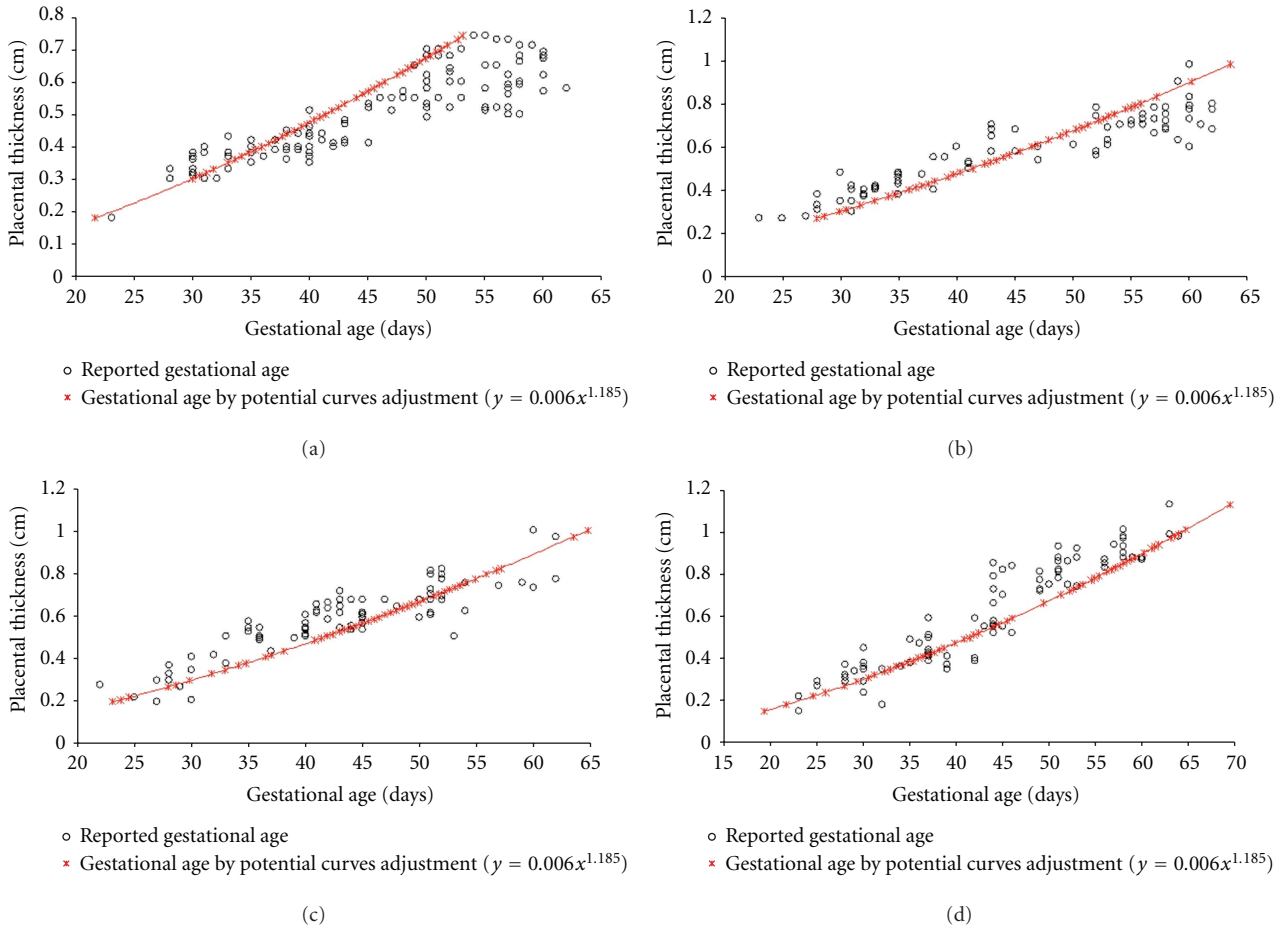 0.8
0.7
0.6
0.5
0.4
0.3
0.2
0.1
0
Placental thickness (cm)
20 25 30 35 40 45 50 55 60 65
Gestational age (days)
Reported gestational age
Gestational age by potential curves adjustment (y = 0.006x^1.185)
(a)
1.2
1
0.8
0.6
0.4
0.2
0
Placental thickness (cm)
20 15 30 35 40 45 50 55 60 65
Gestational age (days)
Reported gestational age
Gestational age by potential curves adjustment (y = 0.006x^1.185)
(b)
1.2
1
0.8
0.6
0.4
0.2
0
Placental thickness (cm)
20 25 30 35 40 45 50 55 60 65
Gestational age (days)
Reported gestational age
Gestational age by potential curves adjustment (y = 0.006x^1.185)
(c)
1.2
1
0.8
0.6
0.4
0.2
0
Placental thickness (cm)
15 20 25 30 35 40 45 50 55 60 65 70
Gestational age (days)
Reported gestational age
Gestational age by potential curves adjustment (y = 0.006x^1.185)
(d)